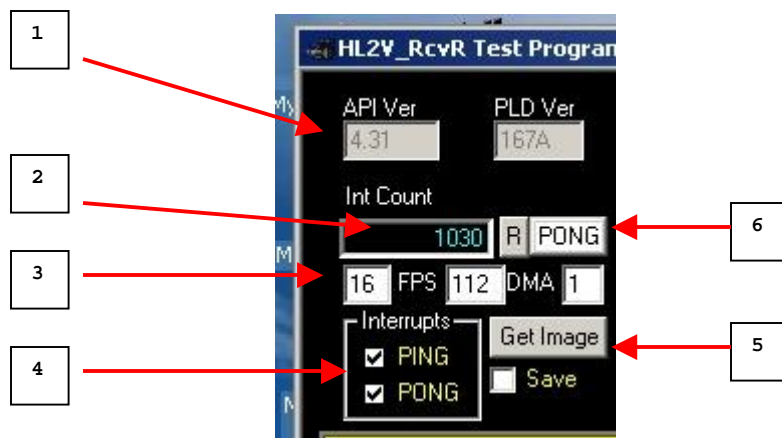 1
HL2V_RcvR Test Program
My
API Ver PLD Ver
4.31 167A
2
Int Count
1030 R PONG
6
M
3
16 FPS 112 DMA 1
Interrupts
Get Image
5
4
PING
Save
PONG
M